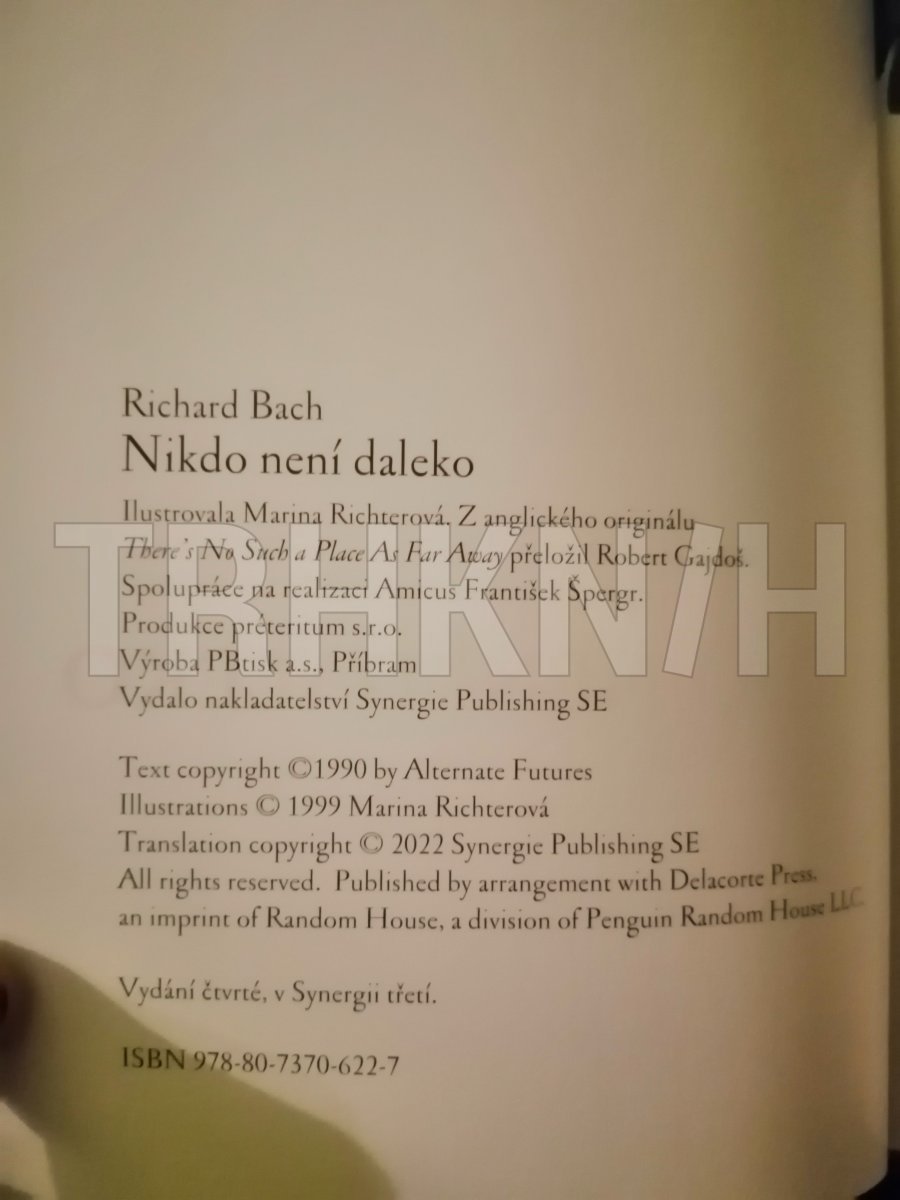 Richard Bach
Nikdo není daleko
Ilustrovala Marina Richterová. Z anglického originálu
There's No Such a Place As Far Away přeložil Robert Gajdoš.
Spolupráce na realizaci Amicus František Špergr.
Produkce préteritum s.r.o.
Výroba PBtisk a.s., Příbram
Vydalo nakladatelství Synergie Publishing SE
Text copyright ©1990 by Alternate Futures
Illustrations © 1999 Marina Richterová
Translation copyright © 2022 Synergie Publishing SE
All rights reserved. Published by arrangement with Delacorte Press,
an imprint of Random House, a division of Penguin Random House LLC.
Vydání čtvrté, v Synergii třetí.
ISBN 978-80-7370-622-7
TRHKNIH